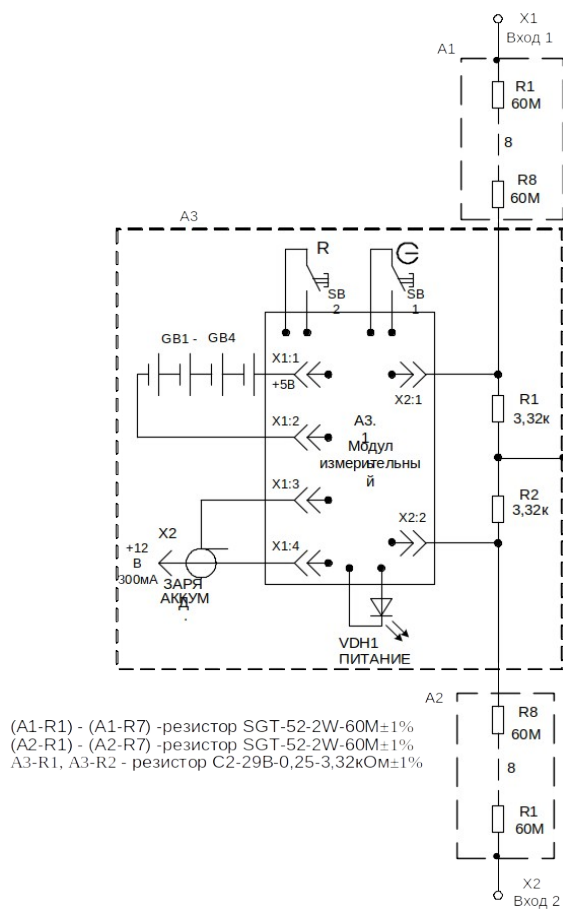 X1
Вход 1
A1
R1
60М
8
R8
60М
A3
R
SB
2
SB
1
GB1 - GB4
X1:1
+5В
X2:1
R1
3,32к
X1:2
А3.
1
Модул
ь
измерительны
й
X1:3
R2
3,32к
X2:2
X2
X1:4
+12
В
300мА
ЗАРЯ
Д
АККУМ
.
VDH1
ПИТАНИЕ
A2
R8
60М
(A1-R1) - (A1-R7) -резистор SGT-52-2W-60М±1%
(A2-R1) - (A2-R7) -резистор SGT-52-2W-60М±1%
А3-R1, А3-R2 - резистор С2-29В-0,25-3,32кОм±1%
8
R1
60М
X2
Вход 2